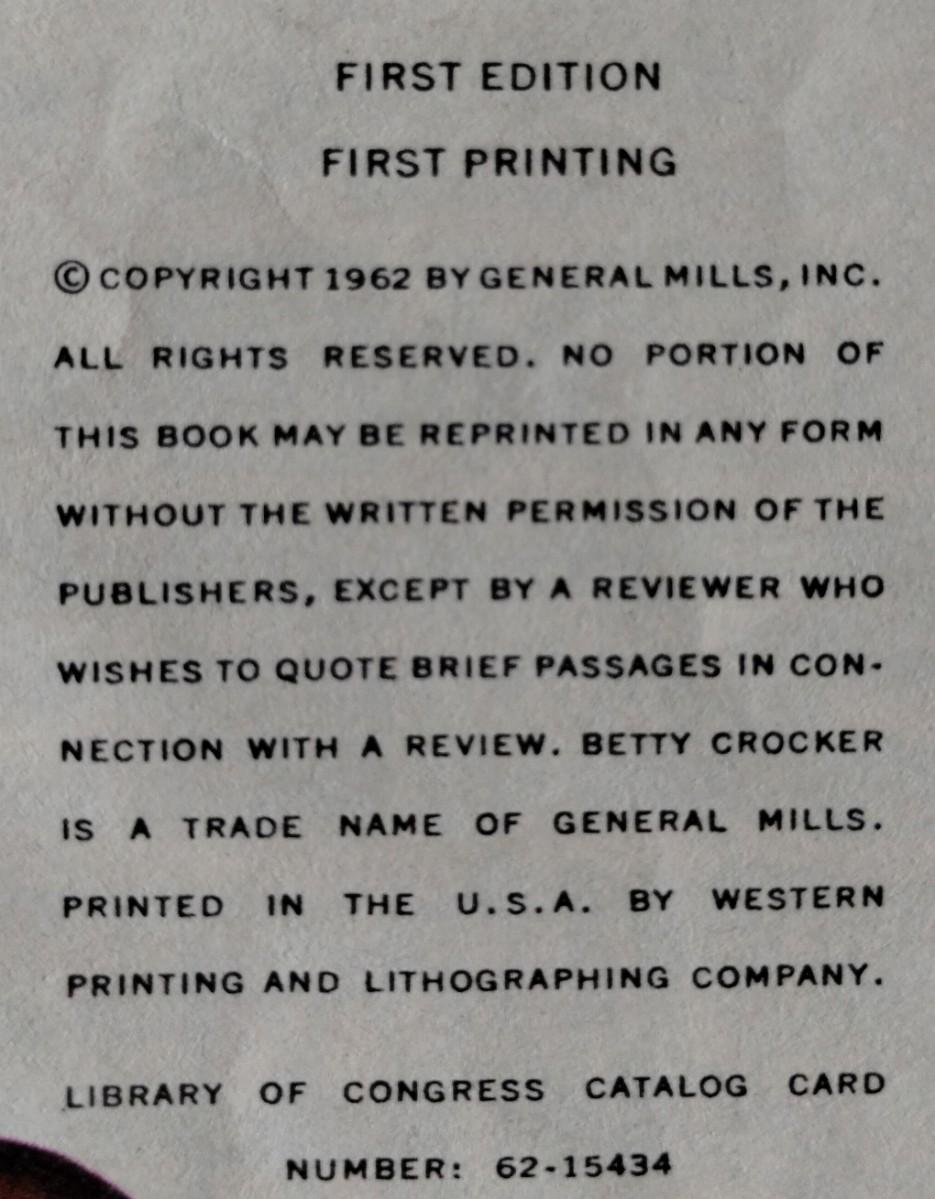 FIRST EDITION
FIRST PRINTING
© COPYRIGHT 1962 BY GENERAL MILLS, INC.
ALL RIGHTS RESERVED. NO PORTION OF
THIS BOOK MAY BE REPRINTED IN ANY FORM
WITHOUT THE WRITTEN PERMISSION OF THE
PUBLISHERS, EXCEPT BY A REVIEWER WHO
WISHES TO QUOTE BRIEF PASSAGES IN CON-
NECTION WITH A REVIEW. BETTY CROCKER
IS A TRADE NAME OF GENERAL MILLS.
PRINTED IN THE U.S.A. BY WESTERN
PRINTING AND LITHOGRAPHING COMPANY.
LIBRARY OF CONGRESS CATALOG CARD
NUMBER: 62-15434